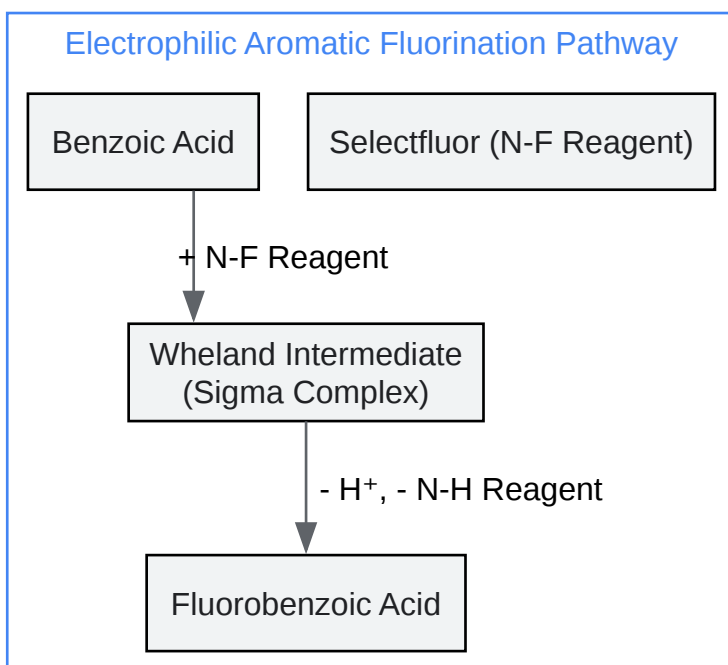 Electrophilic Aromatic Fluorination Pathway
Benzoic Acid
Selectfluor (N-F Reagent)
+ N-F Reagent
Wheland Intermediate
(Sigma Complex)
- H⁺, - N-H Reagent
Fluorobenzoic Acid